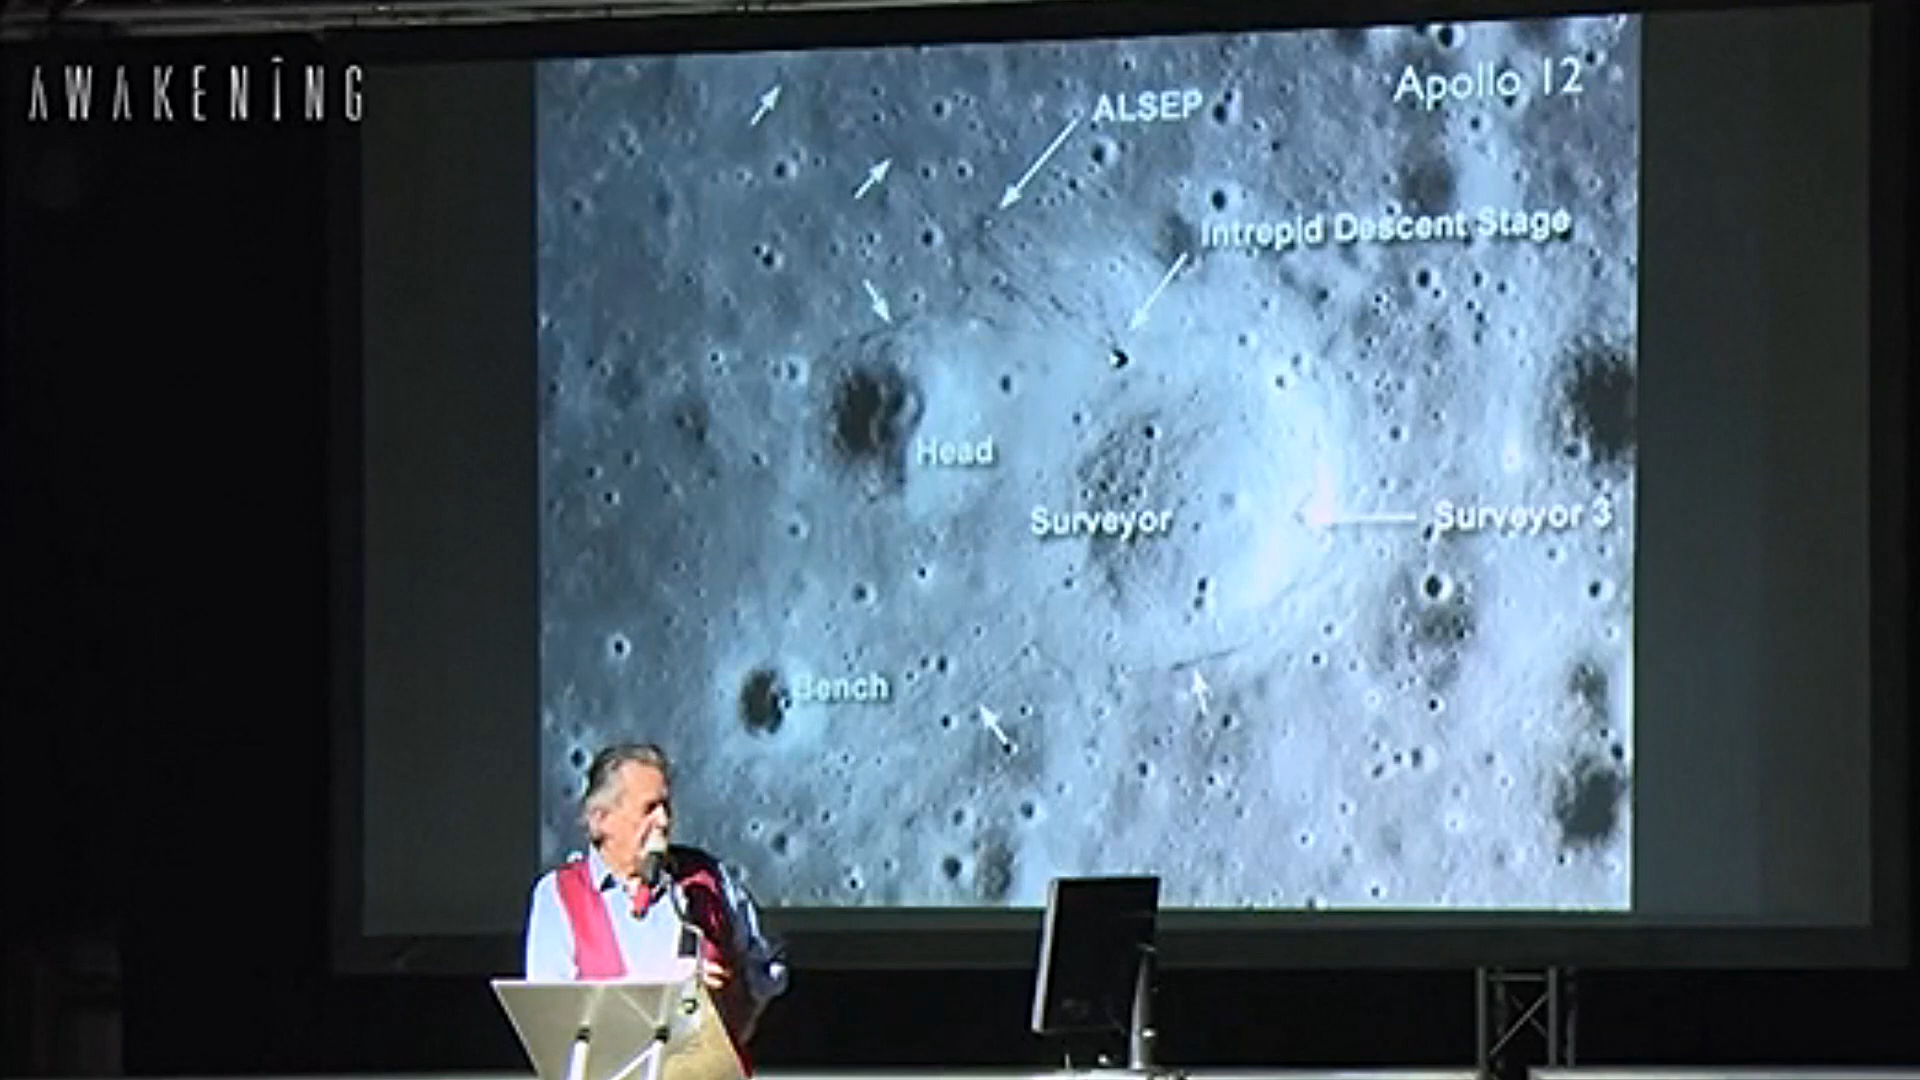 AWAKENING
Apollo 12
ALSEP
Intrepid Descent Stage
Head
Surveyor
Surveyor 3
Bench